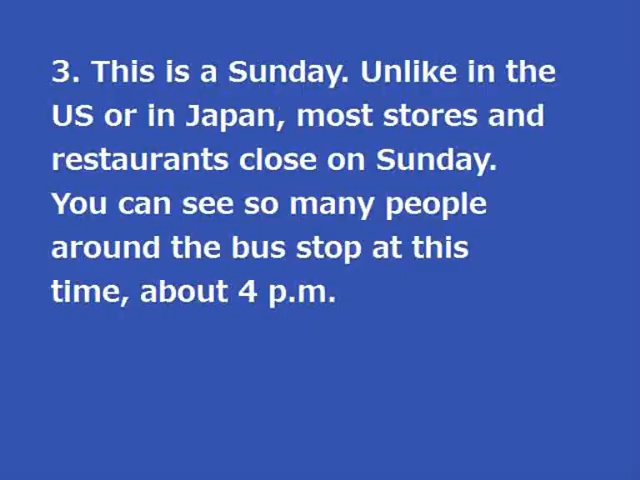 3. This is a Sunday. Unlike in the
US or in Japan, most stores and
restaurants close on Sunday.
You can see so many people
around the bus stop at this
time, about 4 p.m.